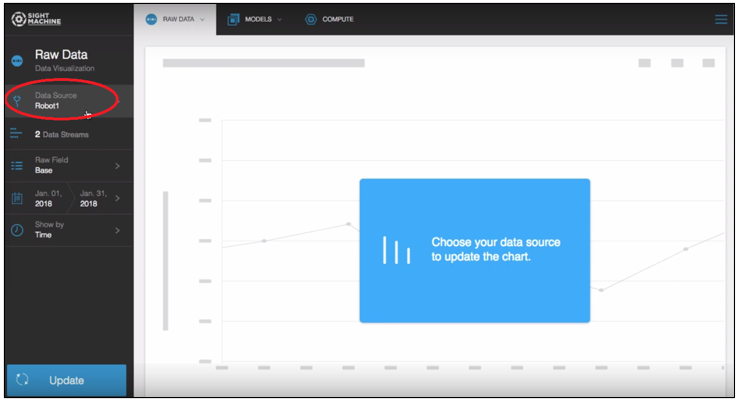 SIGHT
MACHINE
RAW DATA
MODELS
COMPUTE
Raw Data
Data Visualization
Data Source
Robot1
2 Data Streams
Raw Field
Base
Jan. 01, Jan. 31,
2018 2018
Show by
Time
Update
Choose your data source
to update the chart.